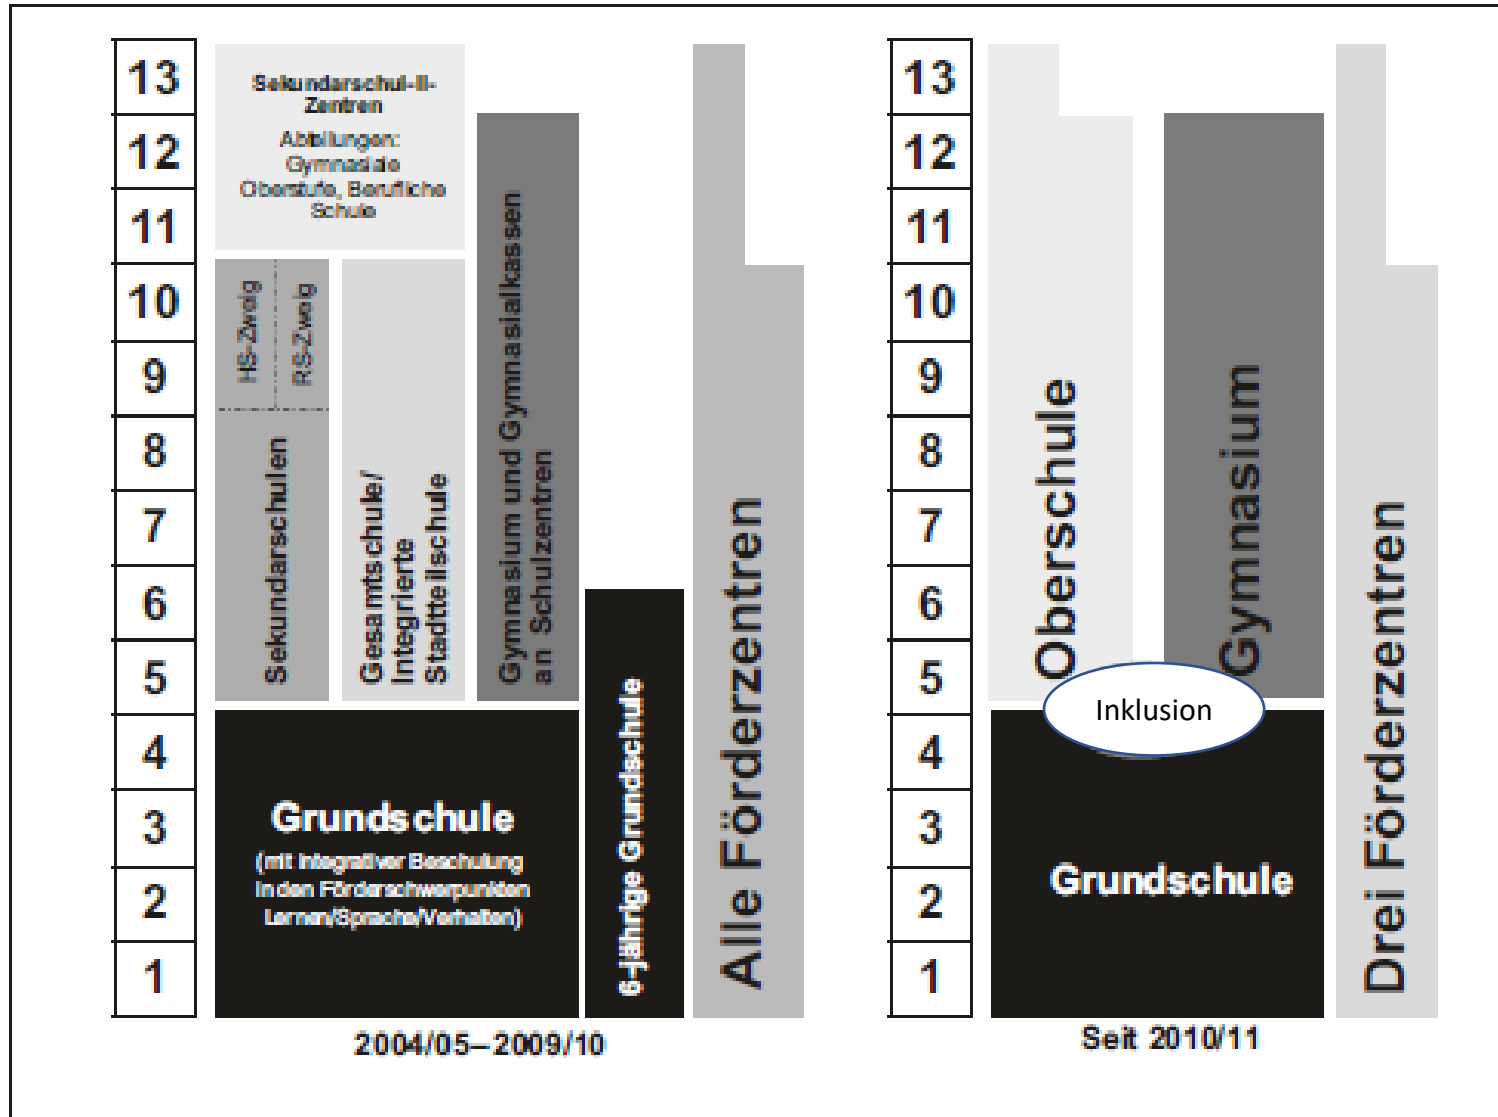 13
12
11
10
9
8
7
6
5
4
3
2
1
Sekundarschul-II-
Zentren
Abteilungen:
Gymnasiale
Oberstufe, Berufliche
Schule
HS-Zweig
RS-Zweig
Sekundarschulen
Gesamtschule/
Integrierte
Stadtteilschule
Gymnasium und Gymnasialkassen
an Schulzentren
Grundschule
(mit integrativer Beschulung
in den Förderschwerpunkten
Lernen/Sprache/Verhalten)
6-jährige Grundschule
Alle Förderzentren
2004/05–2009/10
13
12
11
10
9
8
7
6
5
4
3
2
1
Oberschule
Gymnasium
Inklusion
Grundschule
Drei Förderzentren
Seit 2010/11